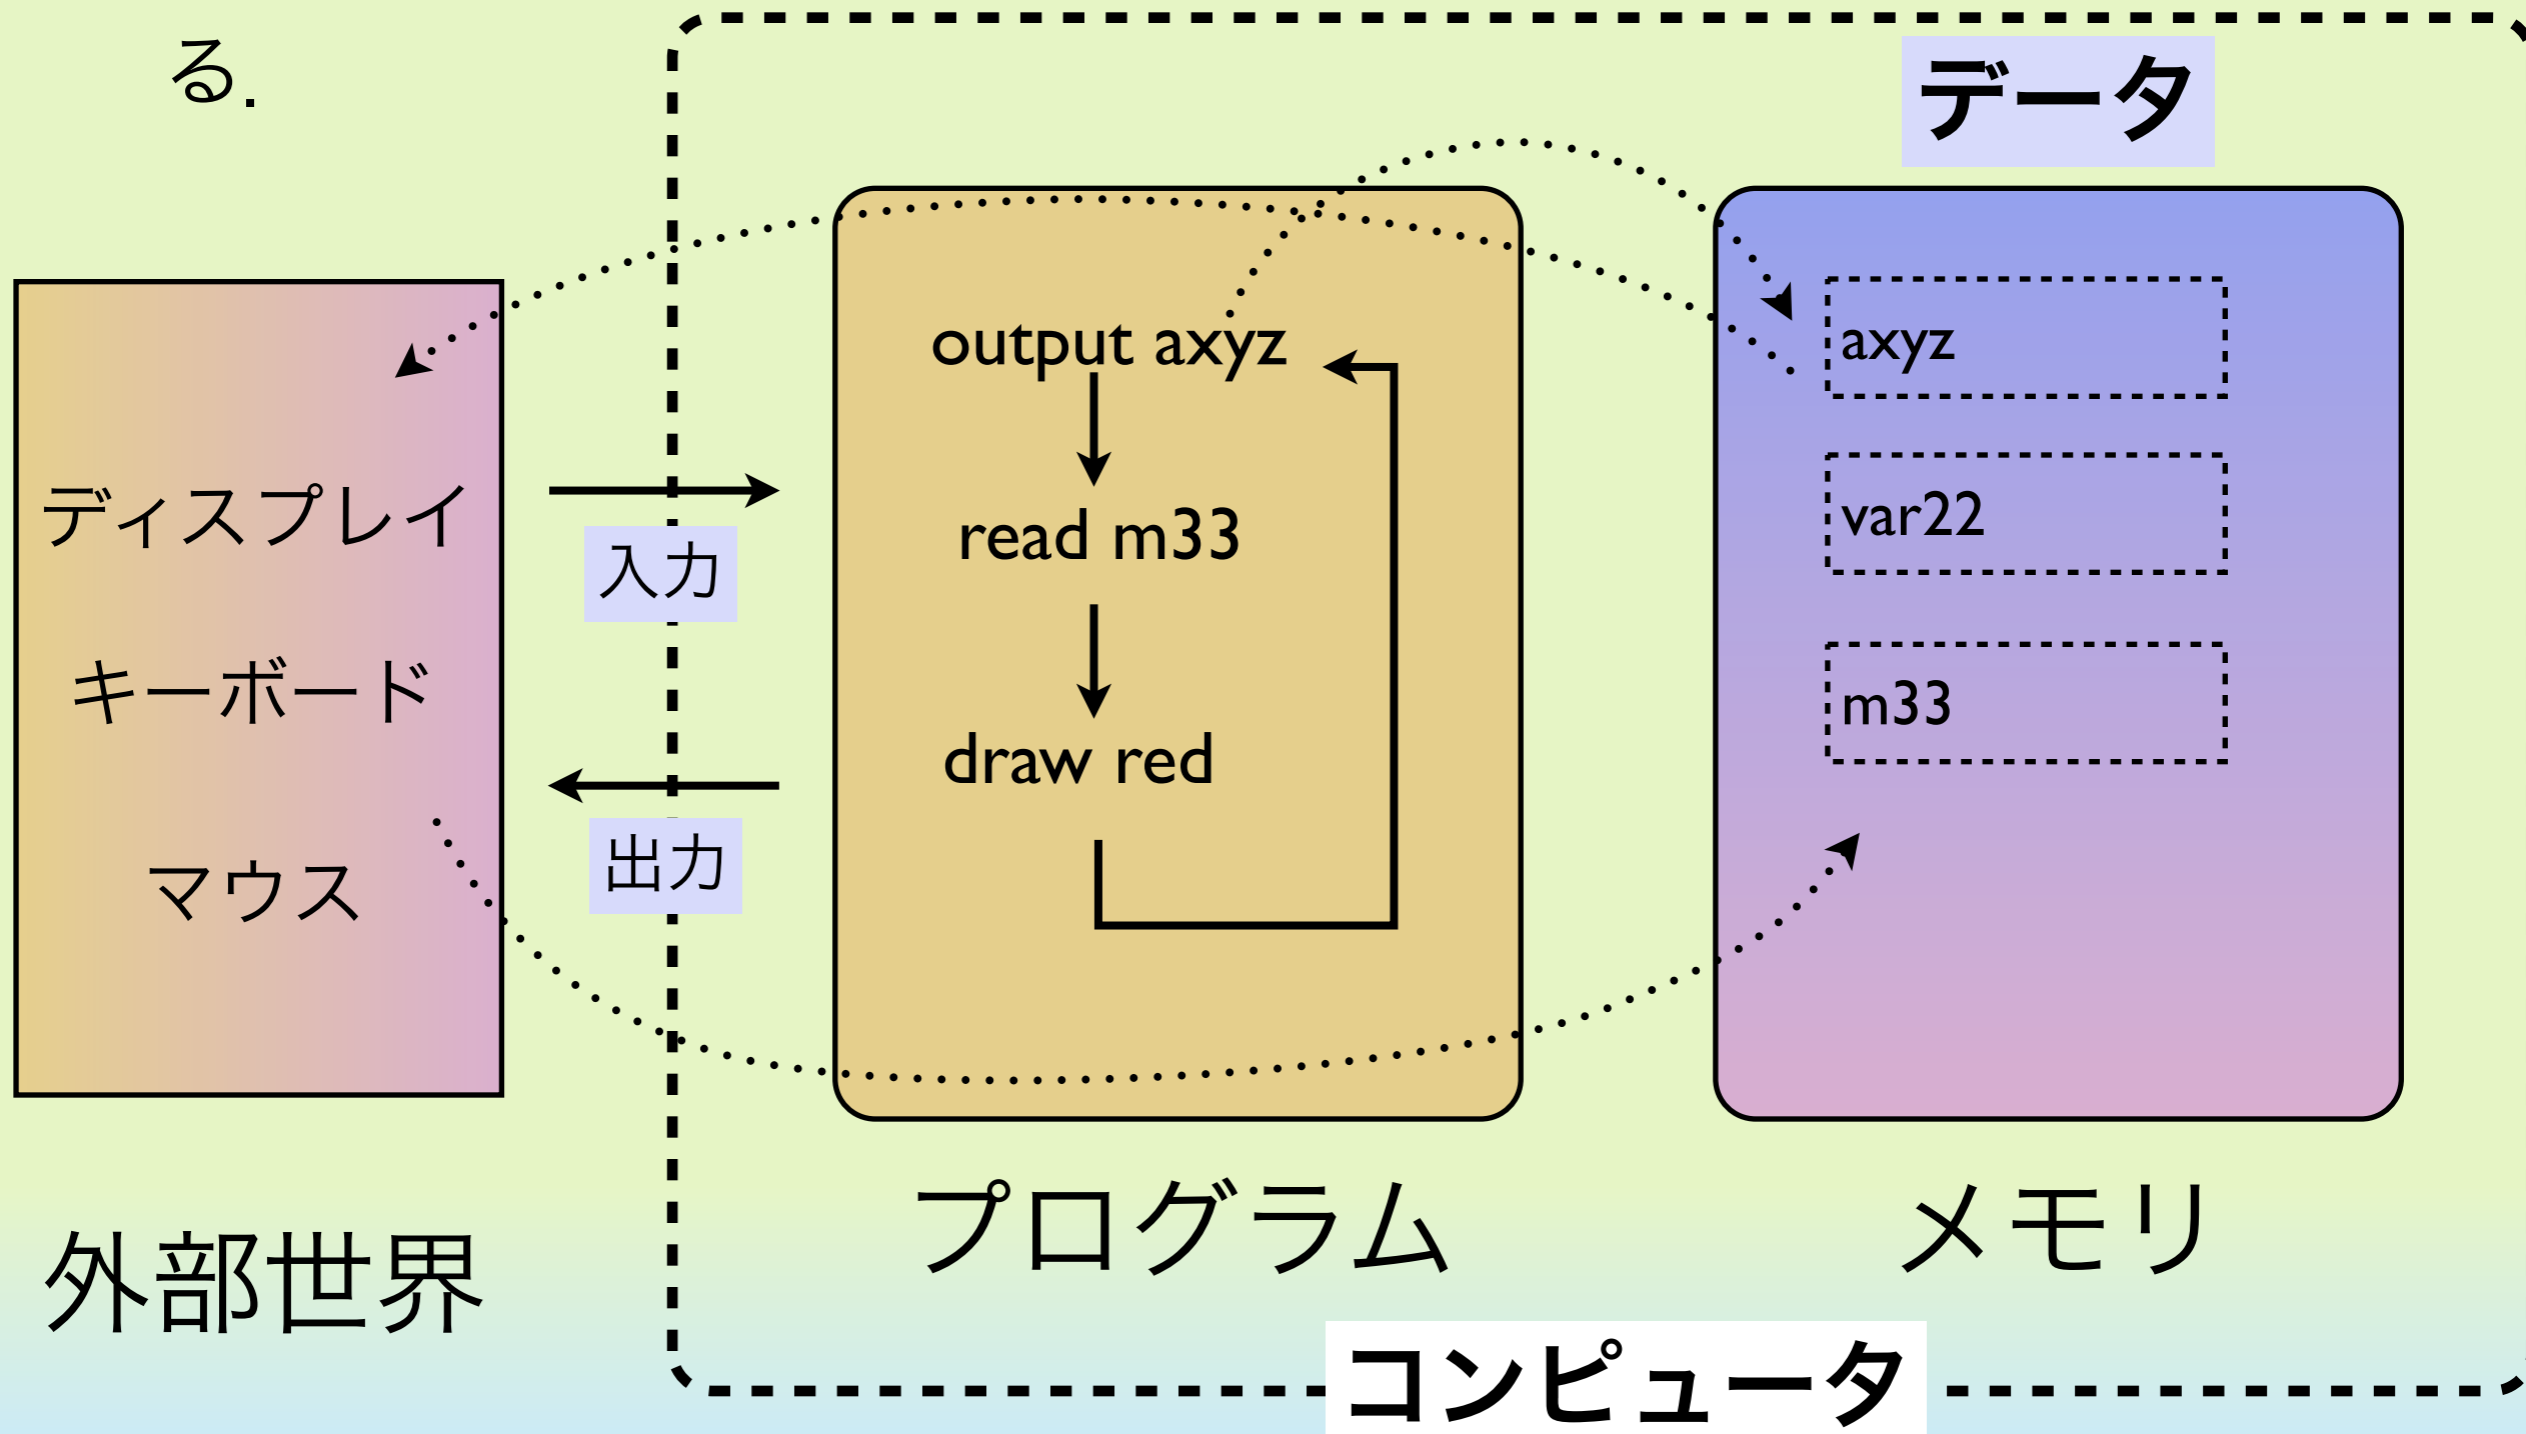 る.
データ
output axyz
read m33
draw red
axyz
var22
m33
ディスプレイ
キーボード
マウス
入力
出力
外部世界
プログラム
メモリ
コンピュータ